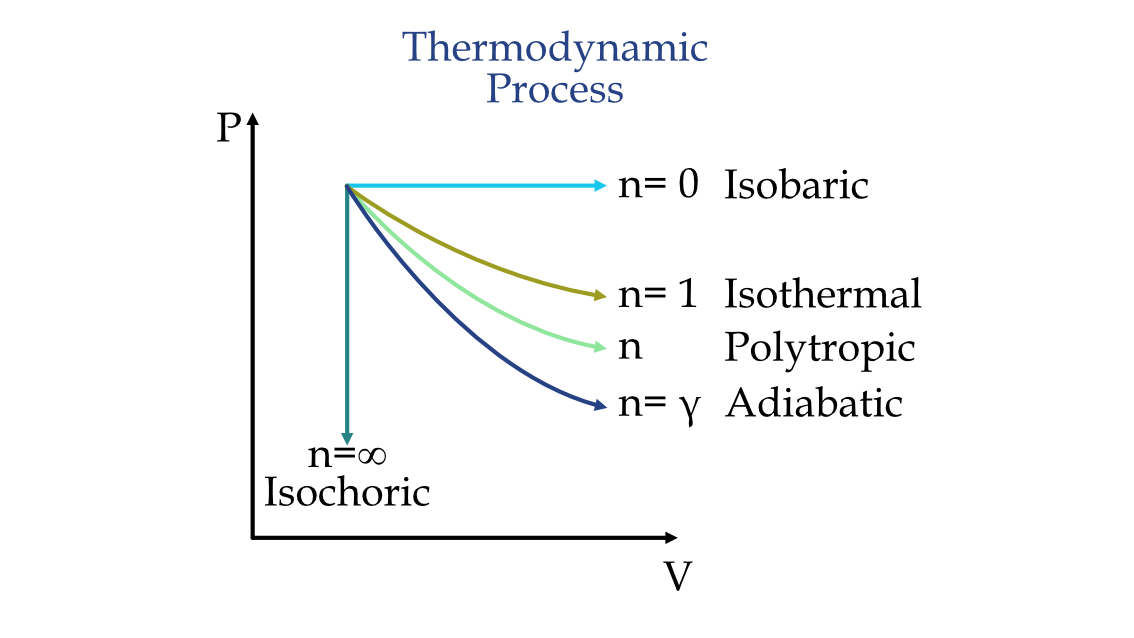 Thermodynamic
Process
P
n= 0 Isobaric
n= 1 Isothermal
n Polytropic
n= γ Adiabatic
n=∞
Isochoric
V